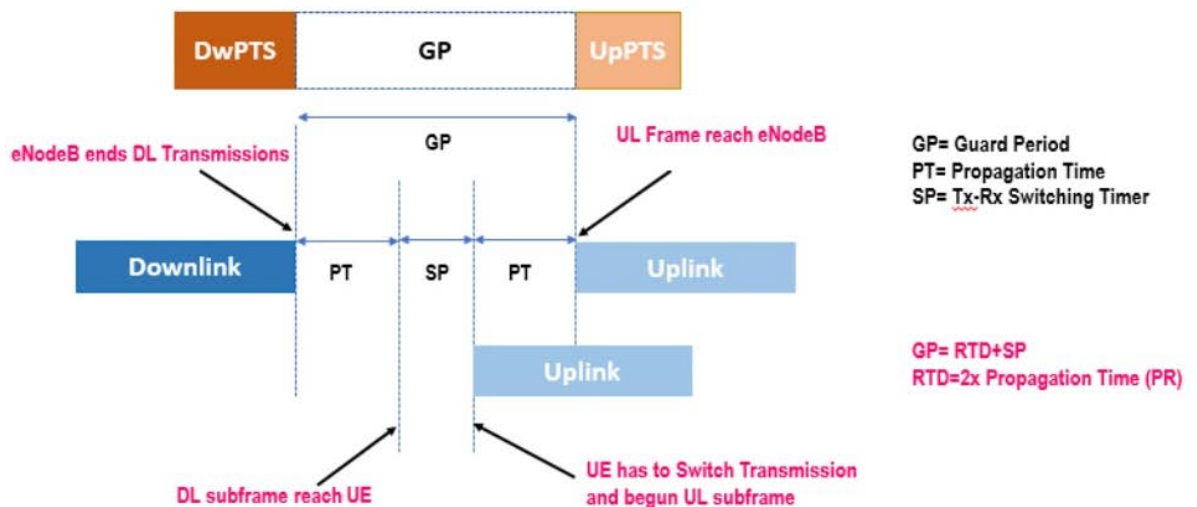 DwPTS
GP
UpPTS
GP
eNodeB ends DL Transmissions
UL Frame reach eNodeB
GP= Guard Period
PT= Propagation Time
SP= Tx-Rx Switching Timer
Downlink
PT
SP
PT
Uplink
Uplink
GP= RTD+SP
RTD=2x Propagation Time (PR)
DL subframe reach UE
UE has to Switch Transmission
and begun UL subframe